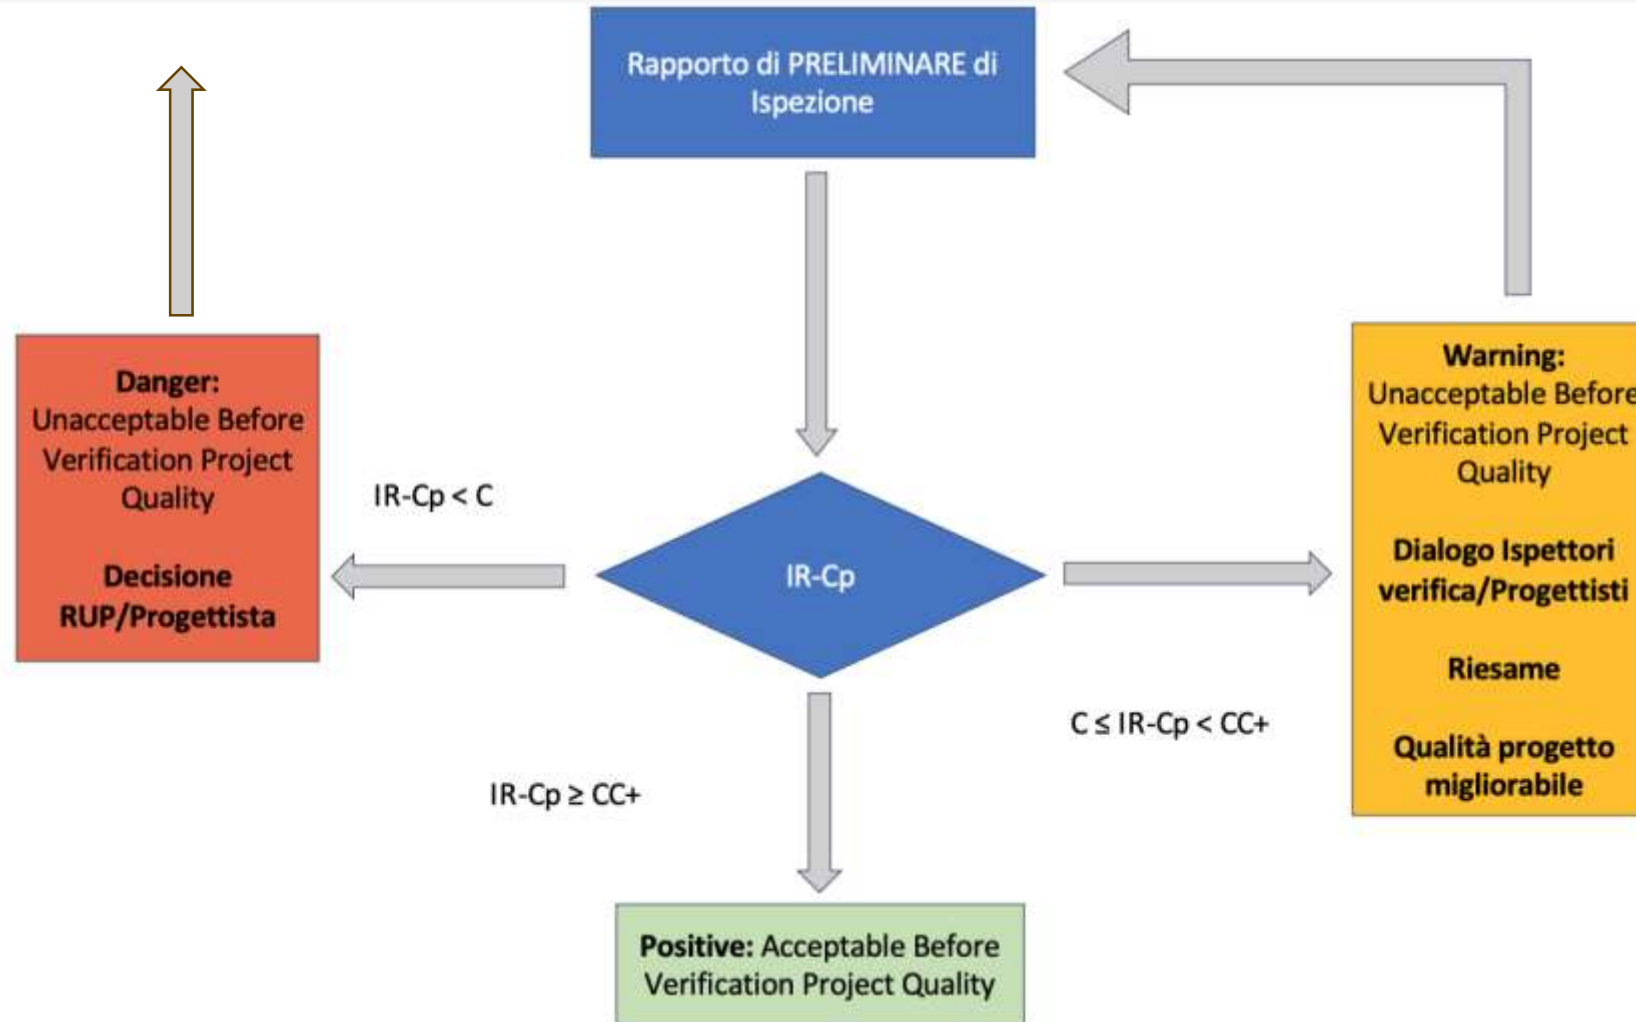 Rapporto di PRELIMINARE di
Ispezione
Danger:
Unacceptable Before
Verification Project
Quality
Decisione
RUP/Progettista
IR-Cp < C
IR-Cp
Warning:
Unacceptable Before
Verification Project
Quality
Dialogo Ispettori
verifica/Progettisti
Riesame
Qualità progetto
migliorabile
C ≤ IR-Cp < CC+
IR-Cp ≥ CC+
Positive: Acceptable Before
Verification Project Quality